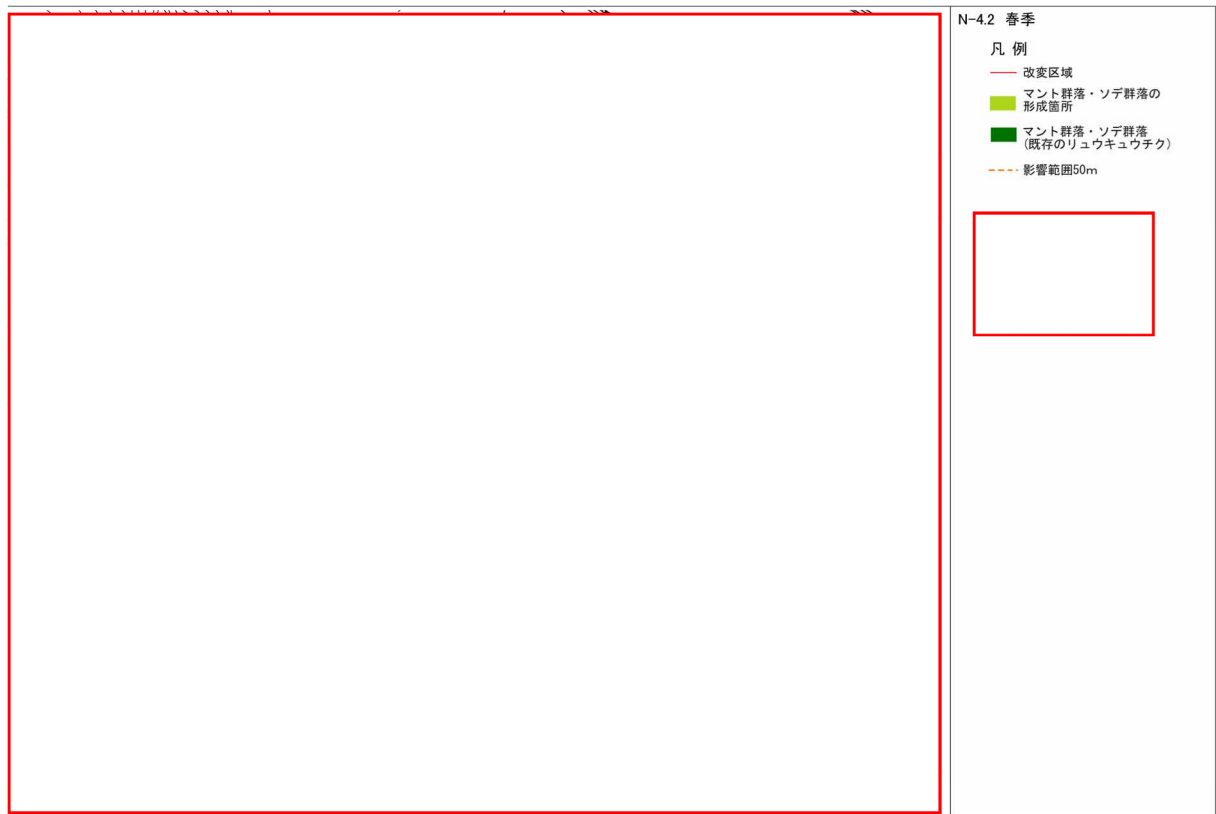 N-4.2 春季
凡 例
改変区域
マント群落・ソデ群落の
形成箇所
マント群落・ソデ群落
(既存のリュウキュウチク)
影響範囲50m